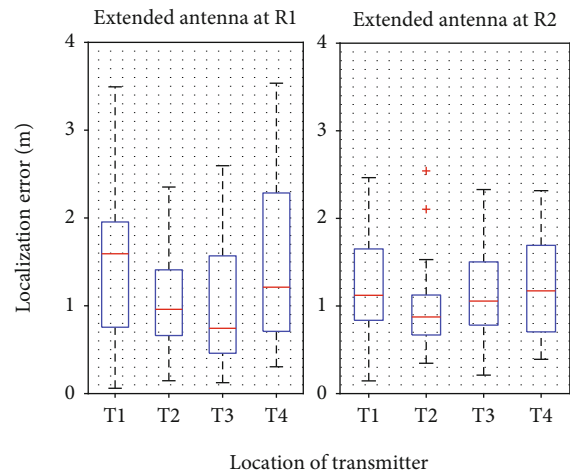 Extended antenna at R1
Extended antenna at R2
Localization error (m)
4
3
2
1
0
T1 T2 T3 T4
4
3
2
1
0
T1 T2 T3 T4
Location of transmitter